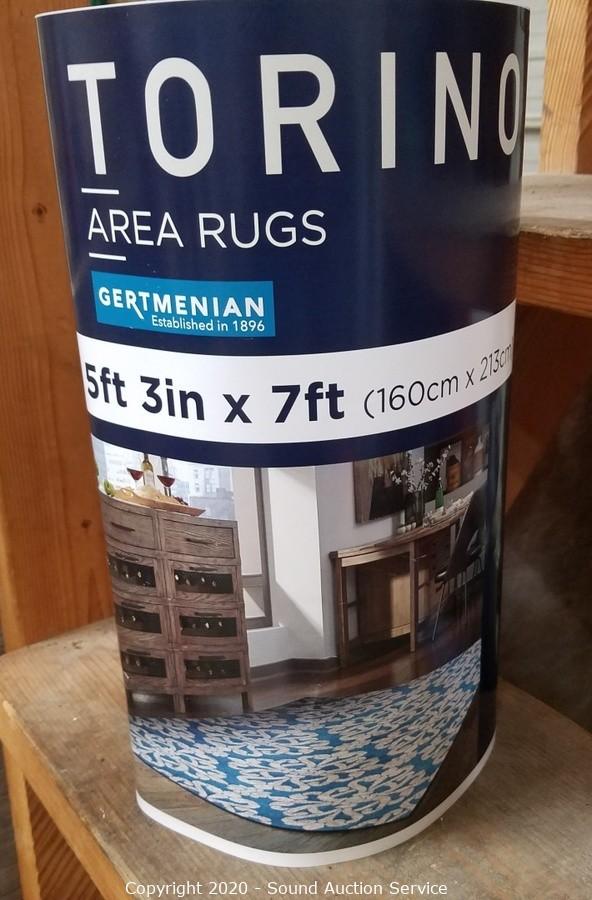 TORINO
AREA RUGS
GERTMENIAN
Established in 1896
5ft 3in x 7ft (160cm x 213cm
Copyright 2020 - Sound Auction Service